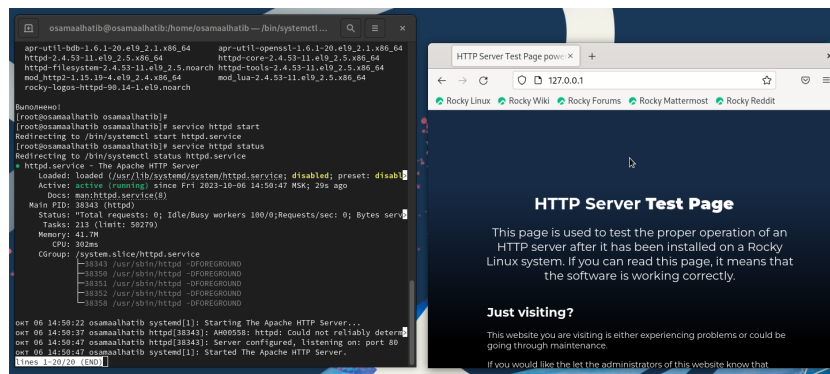 osamaalhatib@osamaalhatib:/home/osamaalhatib — /bin/systemctl ...
apr-util-bdb-1.6.1-20.el9_2.1.x86_64 apr-util-openssl-1.6.1-20.el9_2.1.x86_64
httpd-2.4.53-11.el9_2.5.x86_64 httpd-core-2.4.53-11.el9_2.5.x86_64
httpd-filesystem-2.4.53-11.el9_2.5.noarch httpd-tools-2.4.53-11.el9_2.5.x86_64
mod_http2-1.15.19-4.el9_2.4.x86_64 mod_lua-2.4.53-11.el9_2.5.x86_64
rocky-logos-httpd-90.14-1.el9.noarch
Выполнено!
[root@osamaalhatib osamaalhatib]#
[root@osamaalhatib osamaalhatib]# service httpd start
Redirecting to /bin/systemctl start httpd.service
[root@osamaalhatib osamaalhatib]# service httpd status
Redirecting to /bin/systemctl status httpd.service
● httpd.service - The Apache HTTP Server
Loaded: loaded (/usr/lib/systemd/system/httpd.service; disabled; preset: disabl>
Active: active (running) since Fri 2023-10-06 14:50:47 MSK; 29s ago
Docs: man:httpd.service(8)
Main PID: 38343 (httpd)
Status: "Total requests: 0; Idle/Busy workers 100/0;Requests/sec: 0; Bytes serv>
Tasks: 213 (limit: 50279)
Memory: 41.7M
CPU: 302ms
CGroup: /system.slice/httpd.service
├─38343 /usr/sbin/httpd -DFOREGROUND
├─38350 /usr/sbin/httpd -DFOREGROUND
├─38351 /usr/sbin/httpd -DFOREGROUND
├─38352 /usr/sbin/httpd -DFOREGROUND
└─38358 /usr/sbin/httpd -DFOREGROUND
окт 06 14:50:22 osamaalhatib systemd[1]: Starting The Apache HTTP Server...
окт 06 14:50:37 osamaalhatib httpd[38343]: AH00558: httpd: Could not reliably determ>
окт 06 14:50:47 osamaalhatib httpd[38343]: Server configured, listening on: port 80
окт 06 14:50:47 osamaalhatib systemd[1]: Started The Apache HTTP Server.
lines 1-20/20 (END)
HTTP Server Test Page powe
127.0.0.1
Rocky Linux Rocky Wiki Rocky Forums Rocky Mattermost Rocky Reddit
HTTP Server Test Page
This page is used to test the proper operation of an
HTTP server after it has been installed on a Rocky
Linux system. If you can read this page, it means that
the software is working correctly.
Just visiting?
This website you are visiting is either experiencing problems or could be
going through maintenance.
If you would like the let the administrators of this website know that